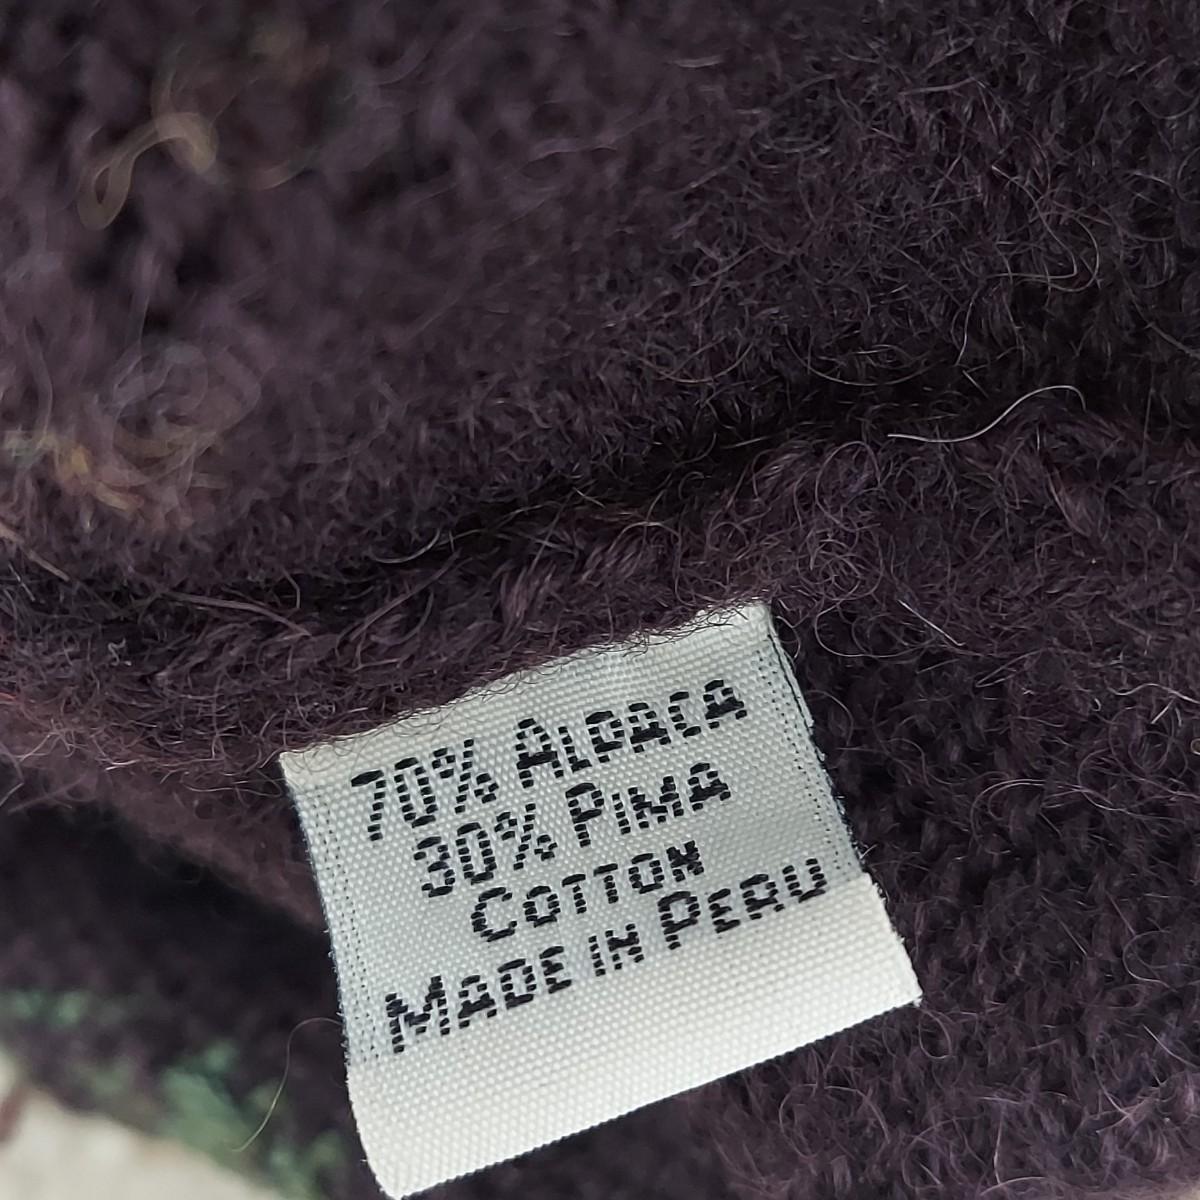 70% ALPACA
30% PIMA
COTTON
MADE IN PERU